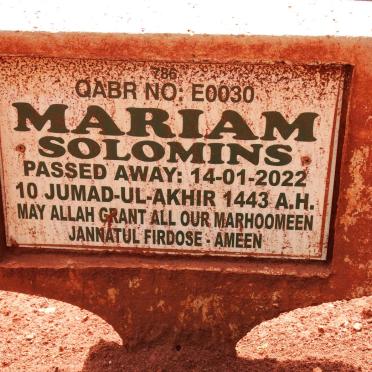 786
QABR NO: E0030
MARIAM
SOLOMINS
PASSED AWAY: 14-01-2022
10 JUMAD-UL-AKHIR 1443 A.H.
MAY ALLAH GRANT ALL OUR MARHOOMEEN
JANNATUL FIRDOSE - AMEEN